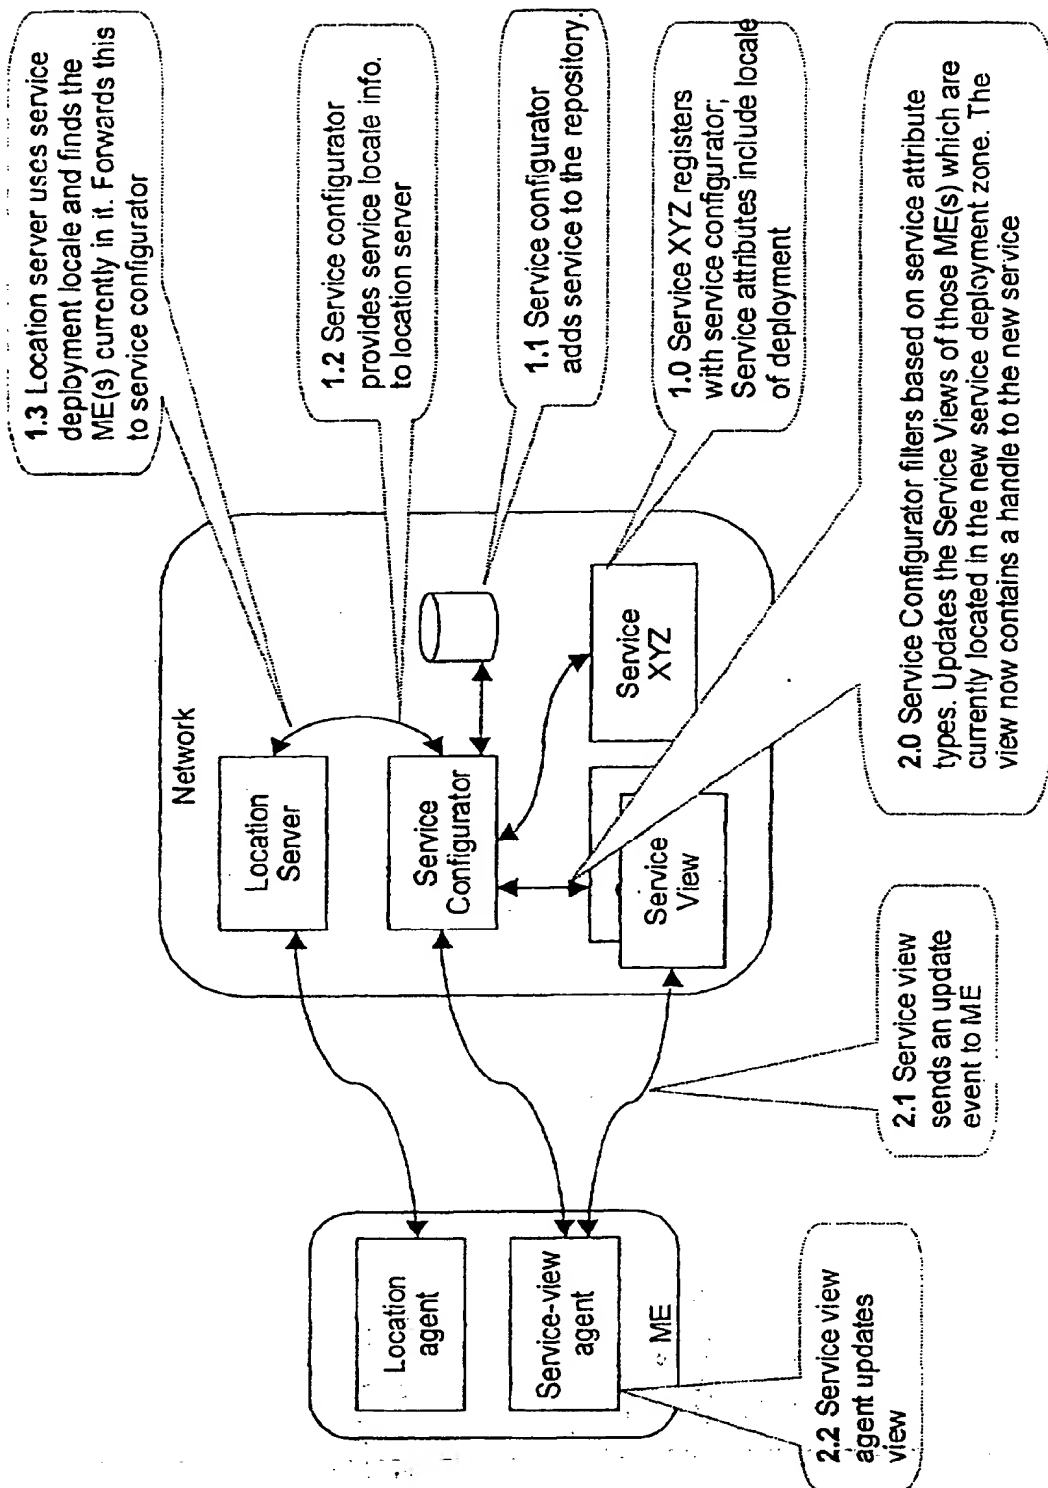 1.3 Location server uses service
deployment locale and finds the
ME(s) currently in it. Forwards this
to service configurator
1.2 Service configurator
provides service locale info.
to location server
1.1 Service configurator
adds service to the repository.
1.0 Service XYZ registers
with service configurator;
Service attributes include locale
of deployment
2.0 Service Configurator filters based on service attribute
types. Updates the Service Views of those ME(s) which are
currently located in the new service deployment zone. The
view now contains a handle to the new service
Network
Location
Server
Service
Configurator
Service
XYZ
Service
View
2.1 Service view
sends an update
event to ME
Location
agent
Service-view
agent
ME
2.2 Service view
agent updates
view